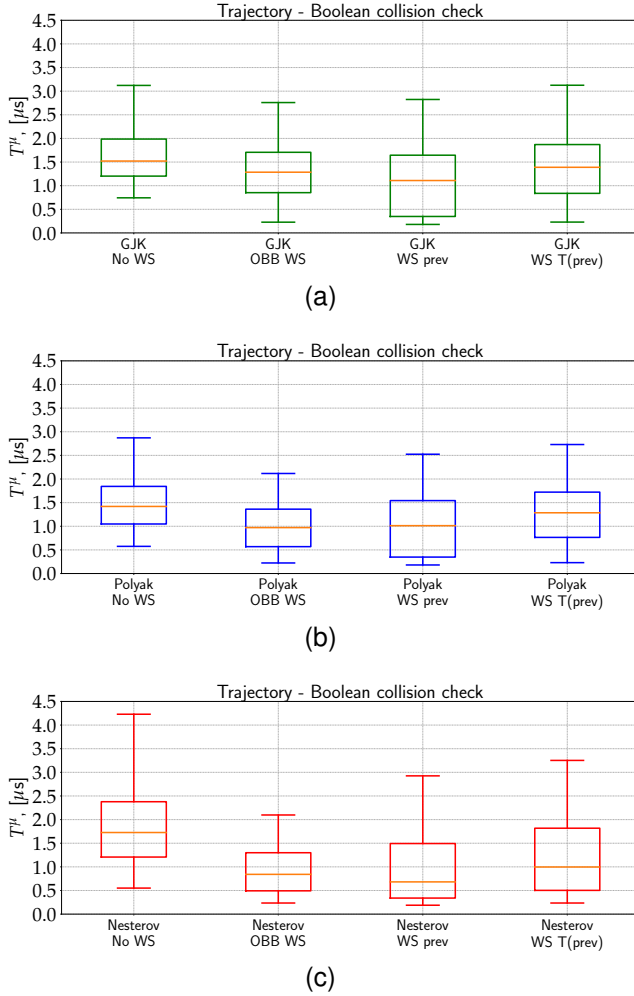 Trajectory - Boolean collision check
4.5
4.0
3.5
3.0
2.5
2.0
1.5
1.0
0.5
0.0
T^μ, [μs]
GJK GJK GJK GJK
No WS OBB WS WS prev WS T(prev)
(a)
Trajectory - Boolean collision check
4.5
4.0
3.5
3.0
2.5
2.0
1.5
1.0
0.5
0.0
T^μ, [μs]
Polyak Polyak Polyak Polyak
No WS OBB WS WS prev WS T(prev)
(b)
Trajectory - Boolean collision check
4.5
4.0
3.5
3.0
2.5
2.0
1.5
1.0
0.5
0.0
T^μ, [μs]
Nesterov Nesterov Nesterov Nesterov
No WS OBB WS WS prev WS T(prev)
(c)